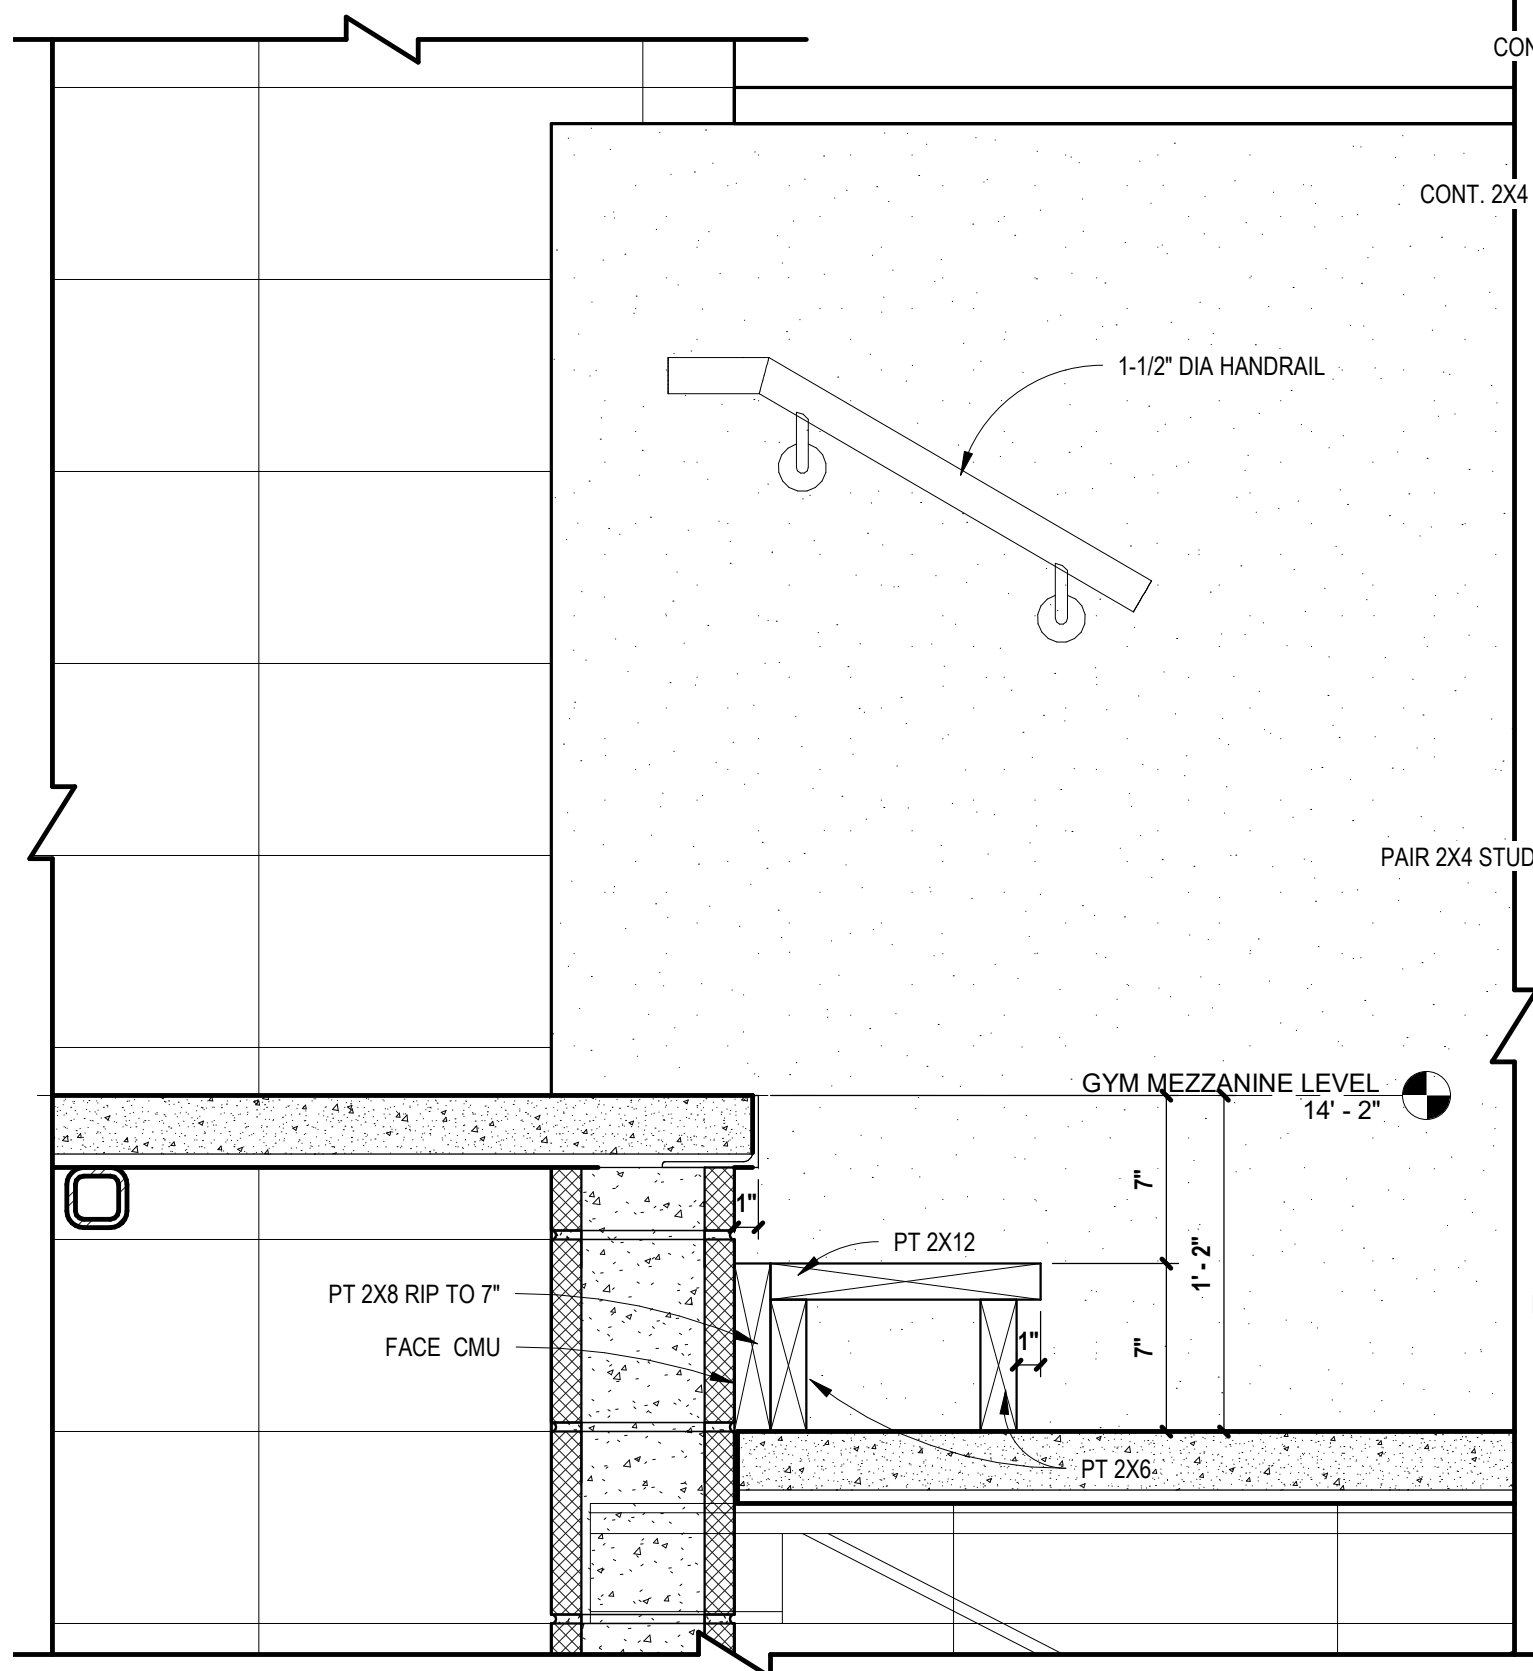 CON
CONT. 2X4
1-1/2" DIA HANDRAIL
PAIR 2X4 STUD
GYM MEZZANINE LEVEL
14' - 2"
7"
1"
1' - 2"
PT 2X12
PT 2X8 RIP TO 7"
FACE CMU
1"
7"
PT 2X6